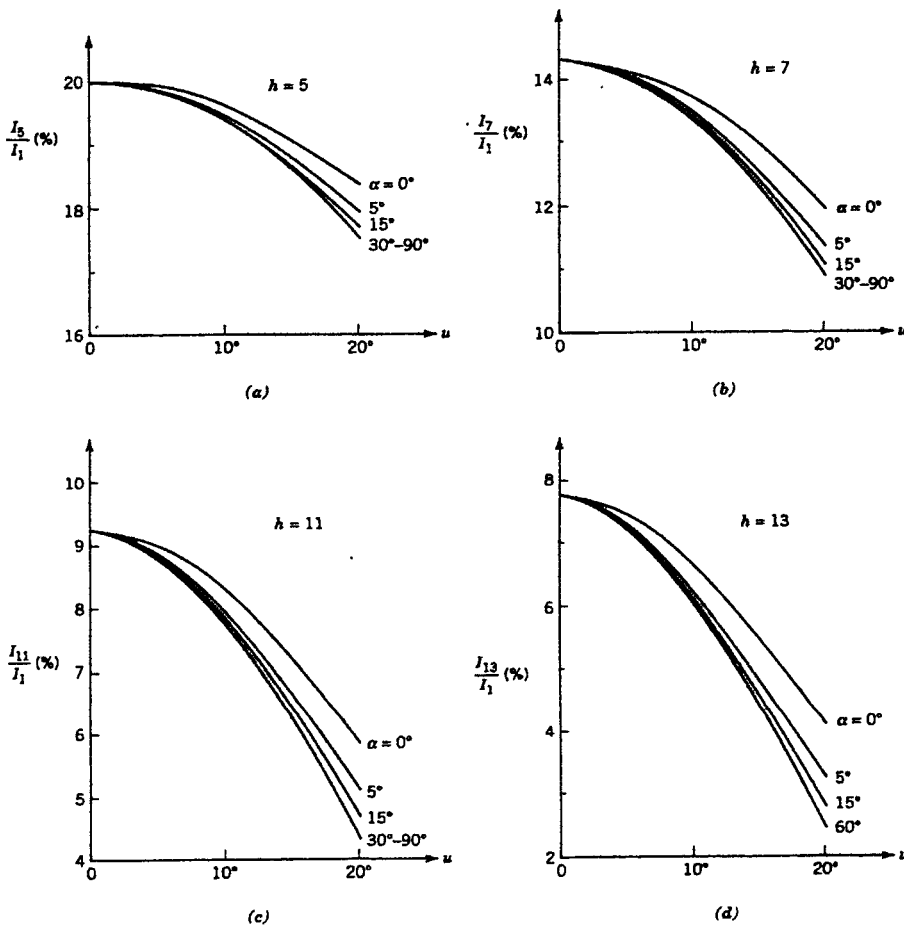 20
18
16
I5/I1 (%)
h = 5
α = 0°
5°
15°
30°–90°
0
10°
20°
u
(a)
14
12
10
I7/I1 (%)
h = 7
α = 0°
5°
15°
30°–90°
0
10°
20°
u
(b)
10
9
8
7
6
5
4
I11/I1 (%)
h = 11
α = 0°
5°
15°
30°–90°
0
10°
20°
u
(c)
8
6
4
2
I13/I1 (%)
h = 13
α = 0°
5°
15°
60°
0
10°
20°
u
(d)